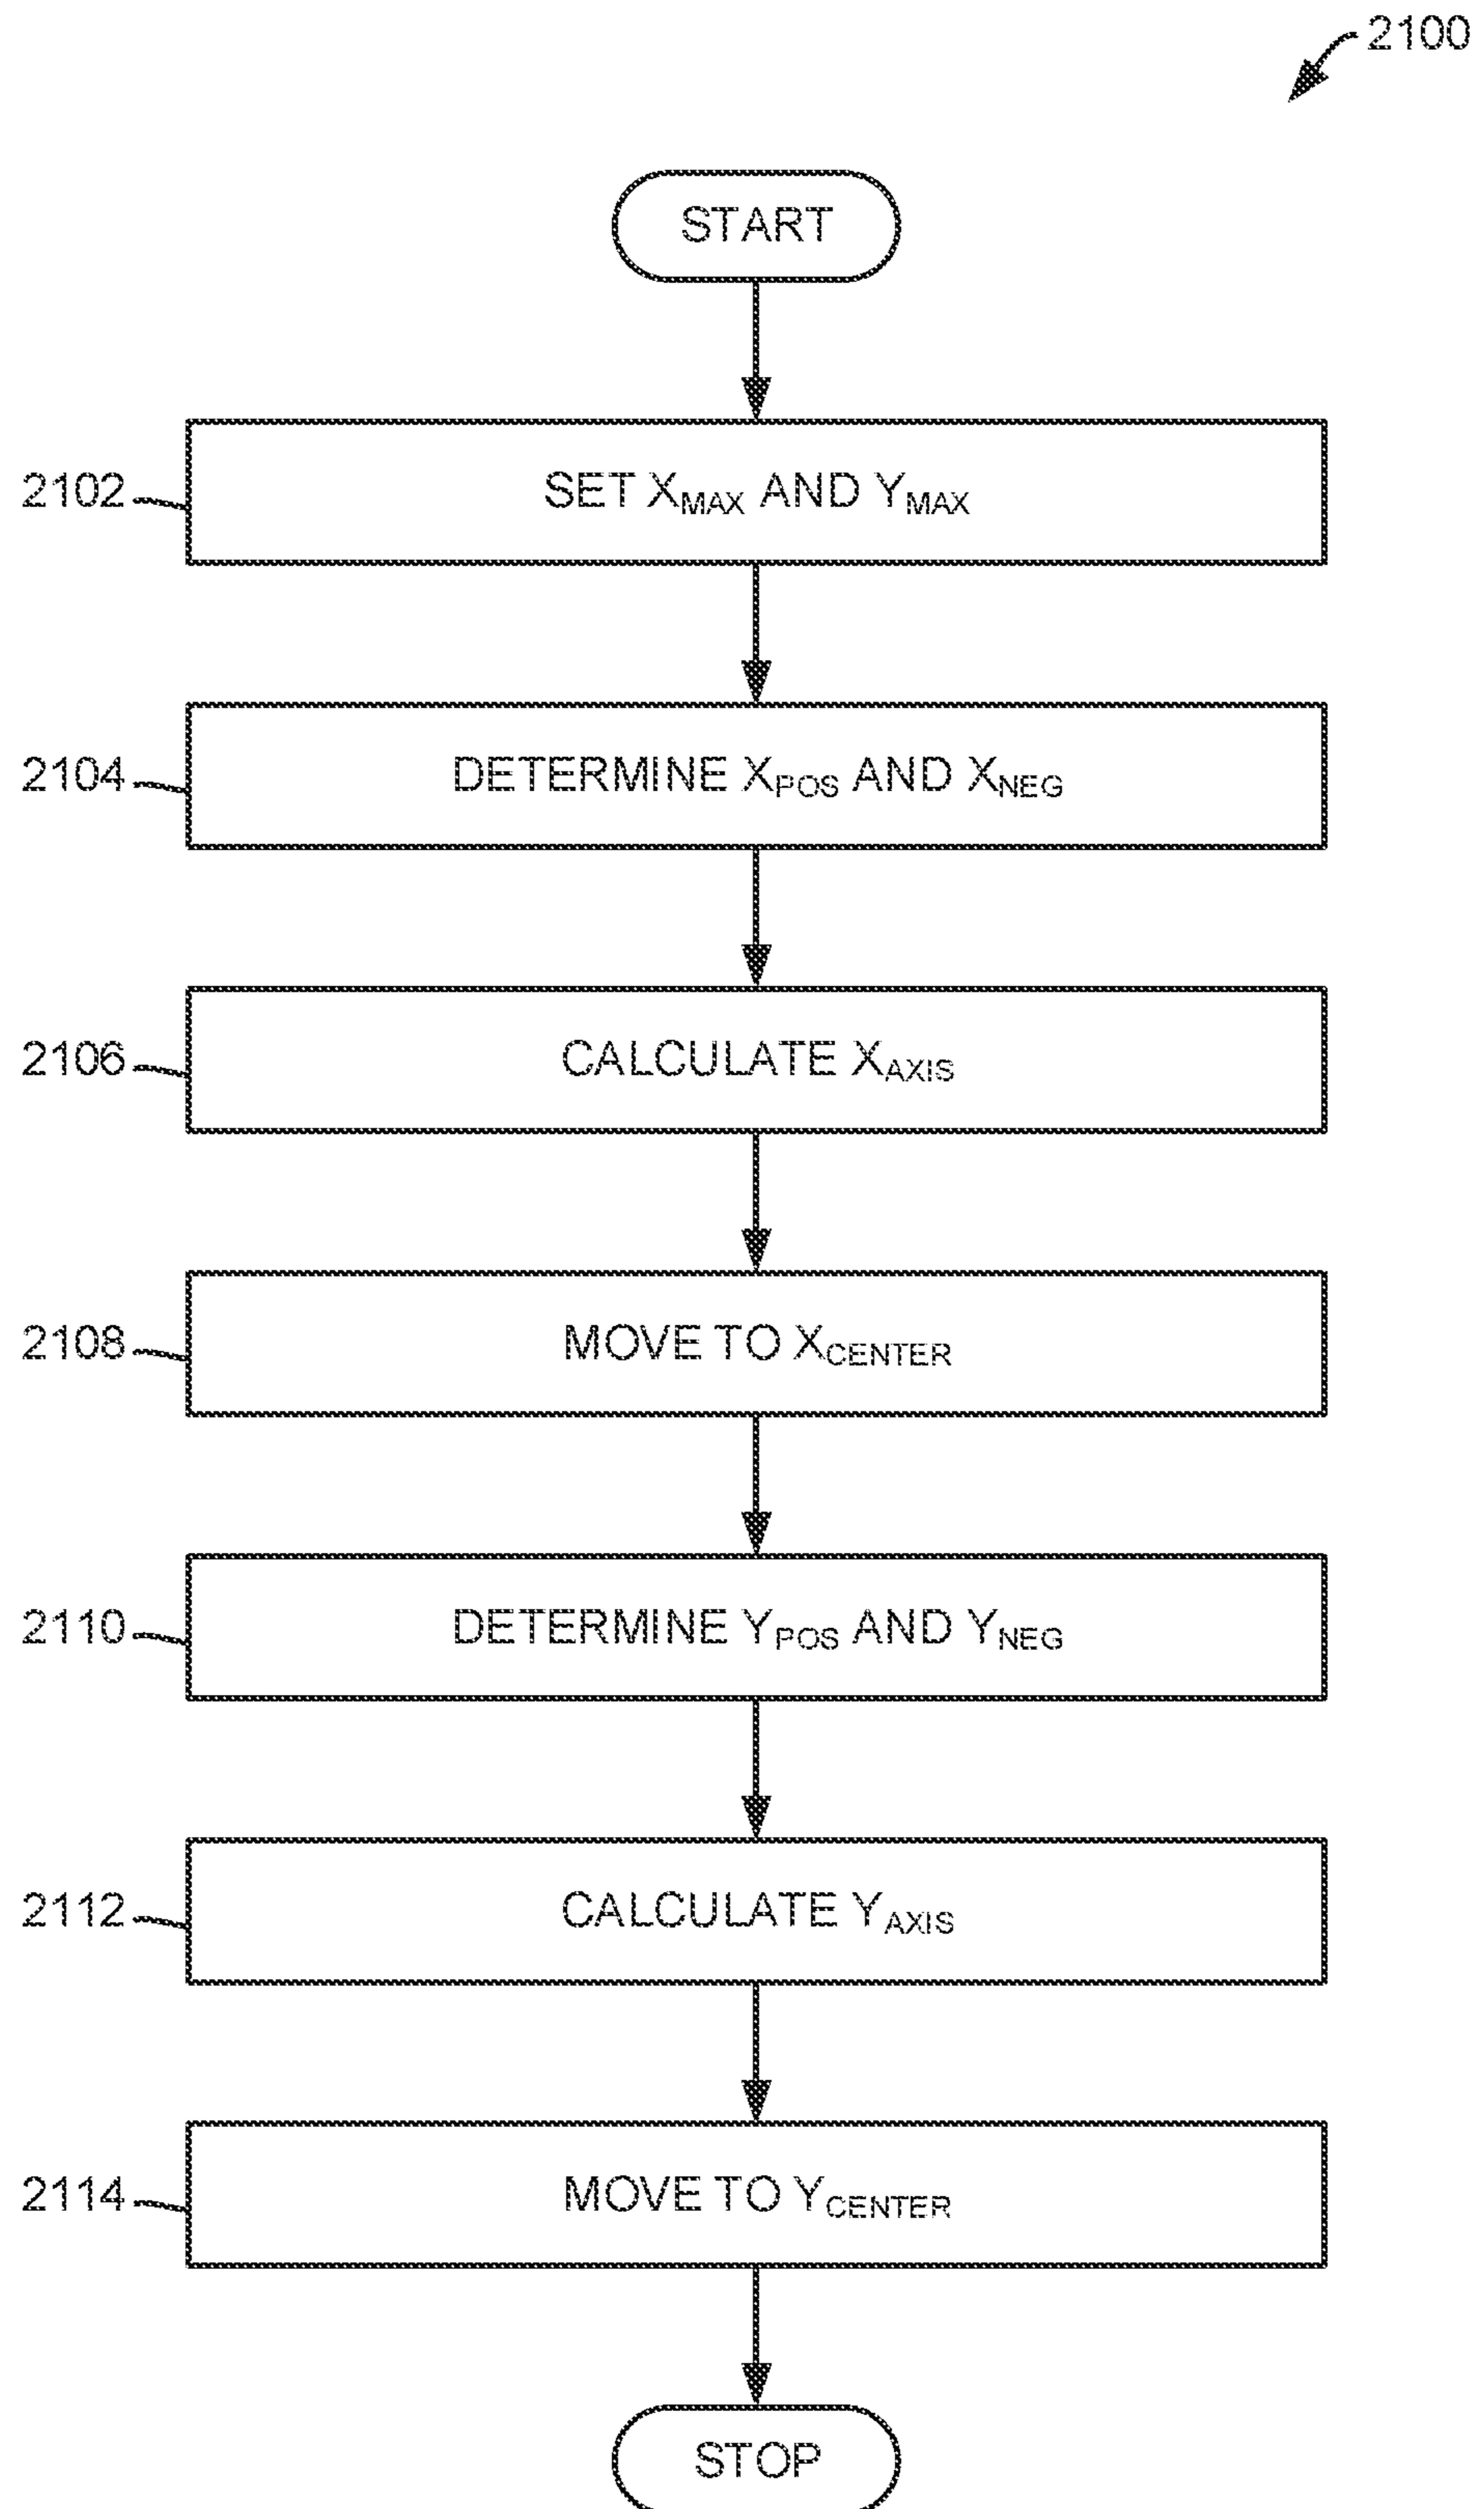 2100
START
2102 SET XMAX AND YMAX
2104 DETERMINE XPOS AND XNEG
2106 CALCULATE XAXIS
2108 MOVE TO XCENTER
2110 DETERMINE YPOS AND YNEG
2112 CALCULATE YAXIS
2114 MOVE TO YCENTER
STOP